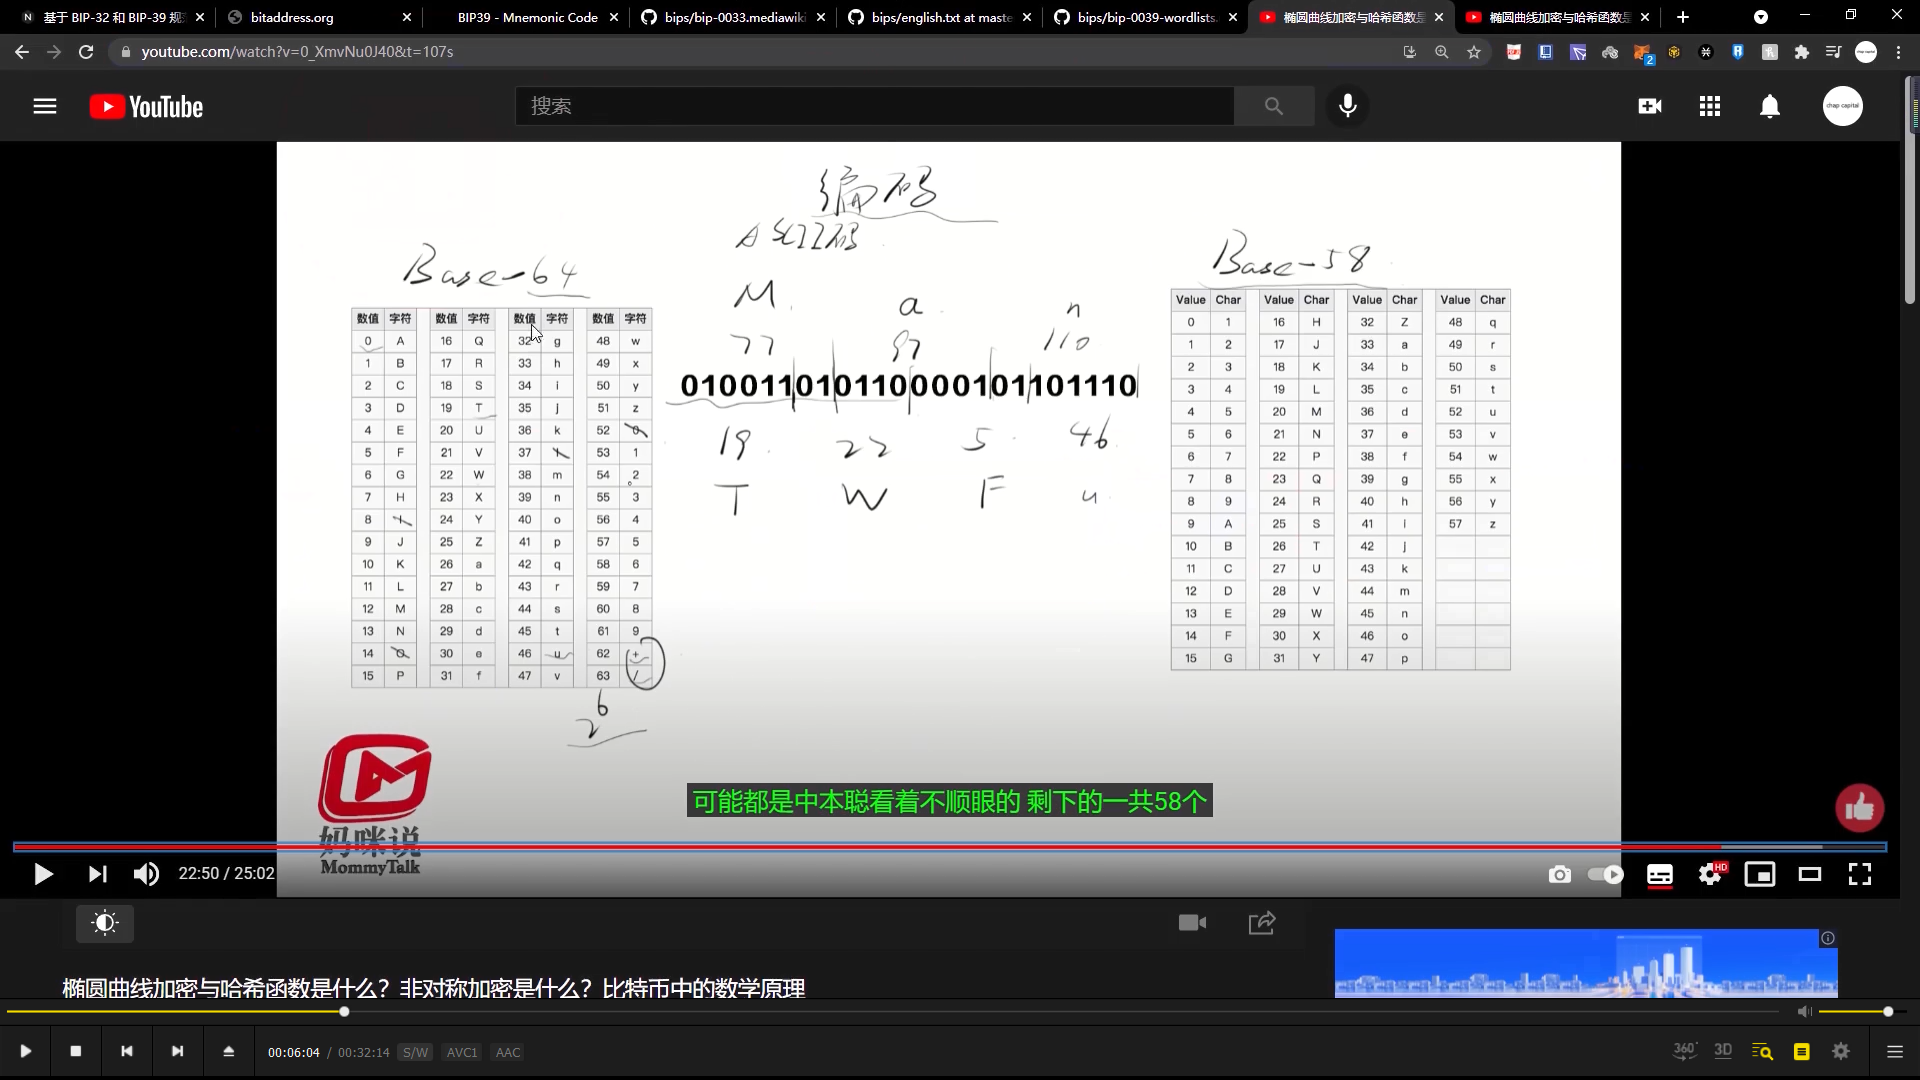 基于 BIP-32 和 BIP-39 规
bitaddress.org
BIP39 - Mnemonic Code
bips/bip-0033.mediawiki
bips/english.txt at master
bips/bip-0039-wordlists.
椭圆曲线加密与哈希函数是
椭圆曲线加密与哈希函数是
youtube.com/watch?v=0_XmvNu0J40&t=107s
2
YouTube
搜索
chap capital
编码
ASCII码
Base-64
Base-58
M a n
77 97 110
010011010110000101101110
19 22 5 46
T W F u
数值 字符 数值 字符 数值 字符 数值 字符
0 A 16 Q 32 g 48 w
1 B 17 R 33 h 49 x
2 C 18 S 34 i 50 y
3 D 19 T 35 j 51 z
4 E 20 U 36 k 52 0
5 F 21 V 37 l 53 1
6 G 22 W 38 m 54 2
7 H 23 X 39 n 55 3
8 I 24 Y 40 o 56 4
9 J 25 Z 41 p 57 5
10 K 26 a 42 q 58 6
11 L 27 b 43 r 59 7
12 M 28 c 44 s 60 8
13 N 29 d 45 t 61 9
14 O 30 e 46 u 62 +
15 P 31 f 47 v 63 /
2 6
Value Char Value Char Value Char Value Char
0 1 16 H 32 Z 48 q
1 2 17 J 33 a 49 r
2 3 18 K 34 b 50 s
3 4 19 L 35 c 51 t
4 5 20 M 36 d 52 u
5 6 21 N 37 e 53 v
6 7 22 P 38 f 54 w
7 8 23 Q 39 g 55 x
8 9 24 R 40 h 56 y
9 A 25 S 41 i 57 z
10 B 26 T 42 j
11 C 27 U 43 k
12 D 28 V 44 m
13 E 29 W 45 n
14 F 30 X 46 o
15 G 31 Y 47 p
可能都是中本聪看着不顺眼的 剩下的一共58个
妈咪说
MommyTalk
22:50 / 25:02
HD
椭圆曲线加密与哈希函数是什么？非对称加密是什么？比特币中的数学原理
00:06:04 / 00:32:14 S/W AVC1 AAC
360° 3D